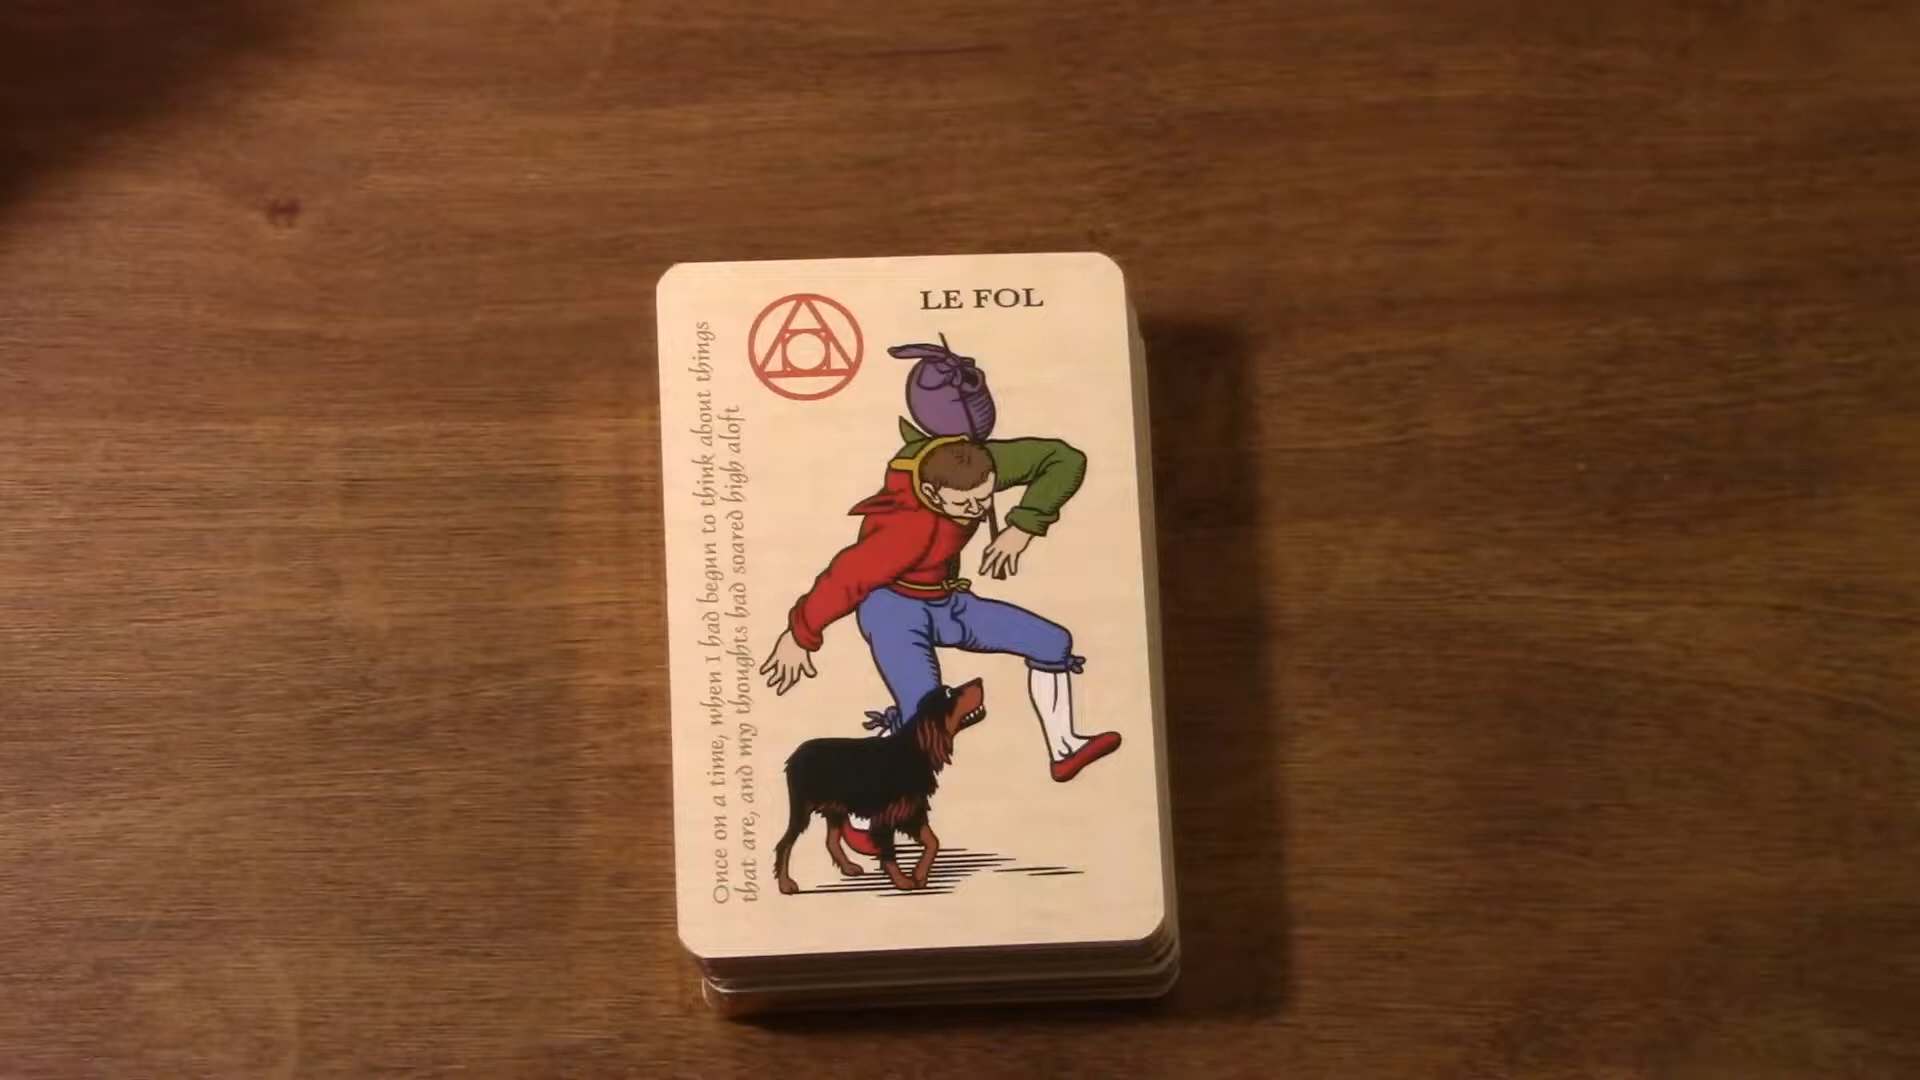 LE FOL
Once on a time, when I had begun to think about things
that are, and my thoughts had soared high aloft